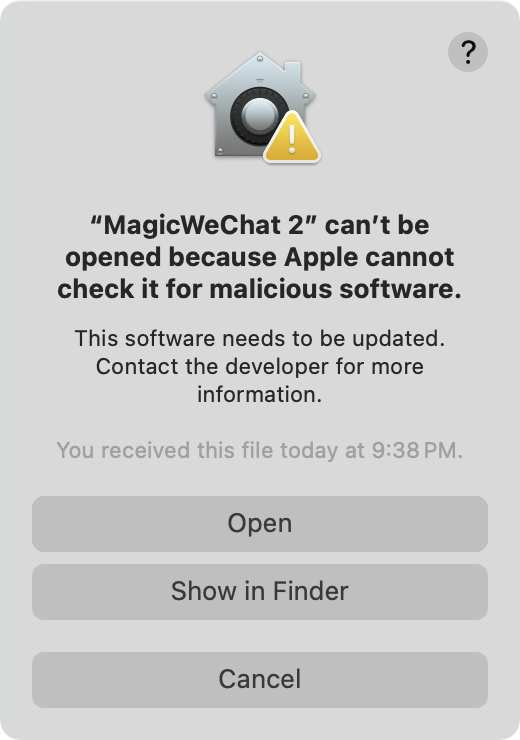 ?
“MagicWeChat 2” can’t be
opened because Apple cannot
check it for malicious software.
This software needs to be updated.
Contact the developer for more
information.
You received this file today at 9:38 PM.
Open
Show in Finder
Cancel